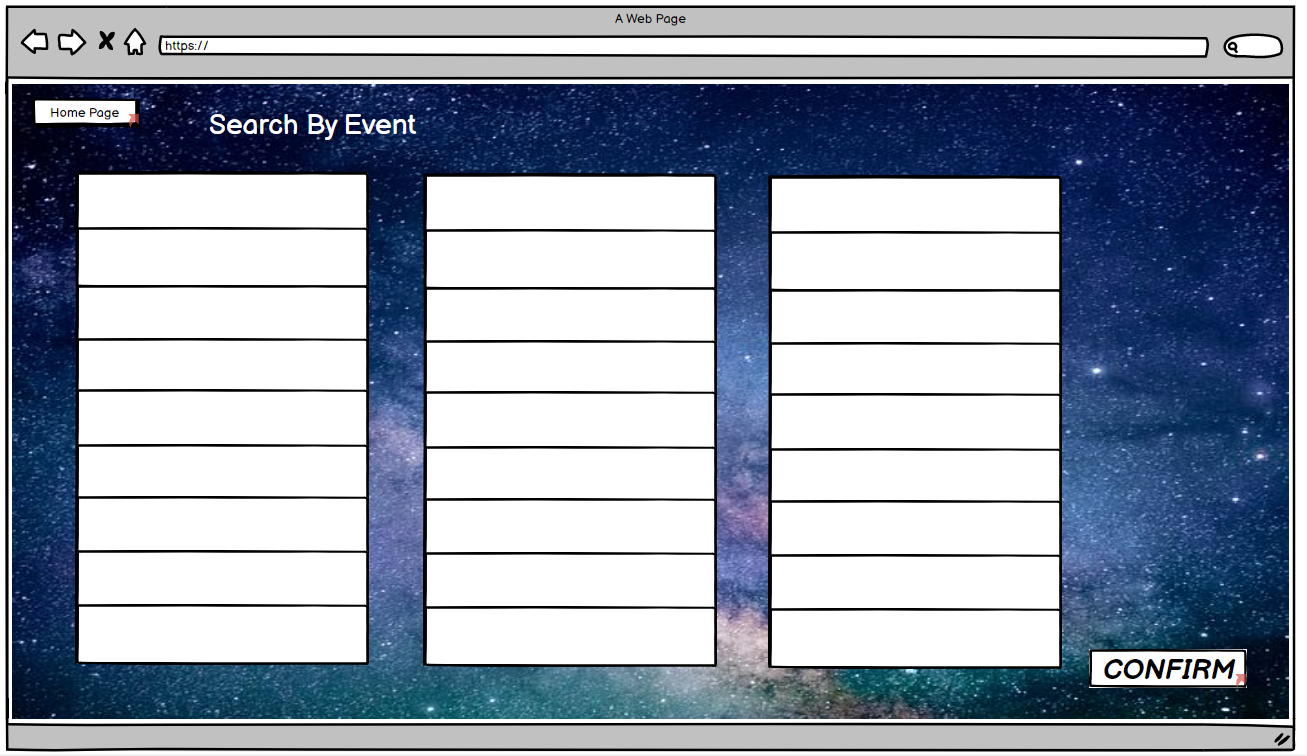 A Web Page
https://
Home Page
Search By Event
CONFIRM